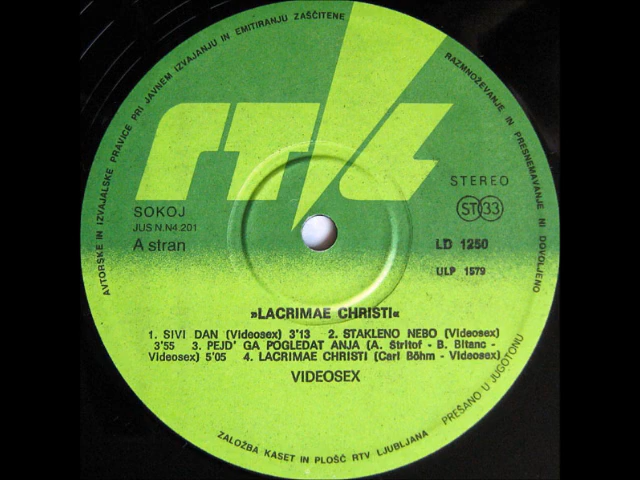 AVTORSKE IN IZVAJALSKE PRAVICE PRI JAVNEM IZVAJANJU IN EMITIRANJU ZAŠČITENE
RAZMNOŽEVANJE IN PRESNEMAVANJE NI DOVOLJENO
rtl
SOKOJ
JUS N.N4.201
A stran
STEREO
ST 33
LD 1250
ULP 1579
»LACRIMAE CHRISTI«
1. SIVI DAN (Videosex) 3'13 2. STAKLENO NEBO (Videosex)
3'55 3. PEJD' GA POGLEDAT ANJA (A. Štritof - B. Bitanc -
Videosex) 5'05 4. LACRIMAE CHRISTI (Carl Böhm - Videosex)
VIDEOSEX
PREŠANO U JUGOTONU
ZALOŽBA KASET IN PLOŠČ RTV LJUBLJANA